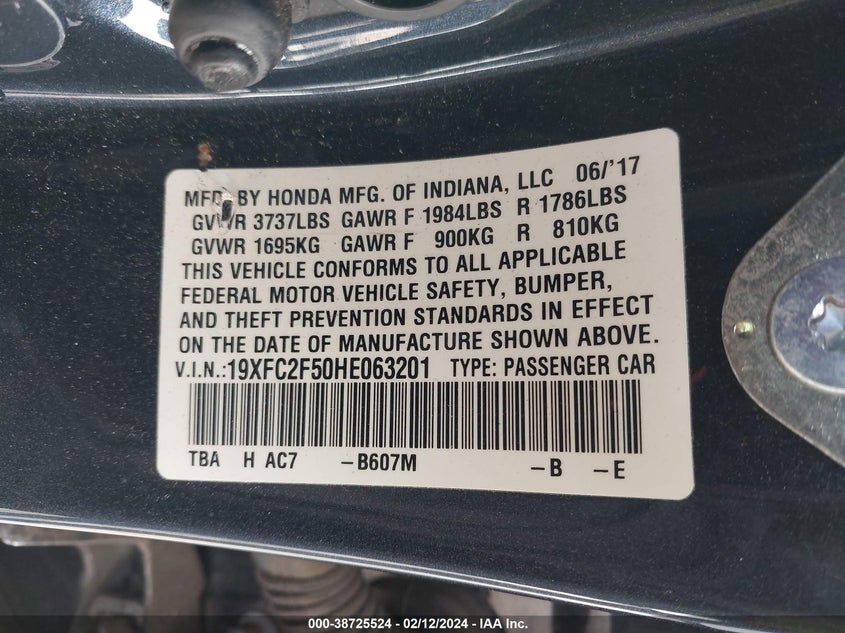 MFD. BY HONDA MFG. OF INDIANA, LLC 06/'17
GVWR 3737LBS GAWR F 1984LBS R 1786LBS
GVWR 1695KG GAWR F 900KG R 810KG
THIS VEHICLE CONFORMS TO ALL APPLICABLE
FEDERAL MOTOR VEHICLE SAFETY, BUMPER,
AND THEFT PREVENTION STANDARDS IN EFFECT
ON THE DATE OF MANUFACTURE SHOWN ABOVE.
V.I.N.:19XFC2F50HE063201 TYPE: PASSENGER CAR
TBA H AC7 -B607M -B -E
000-38725524 - 02/12/2024 - IAA Inc.